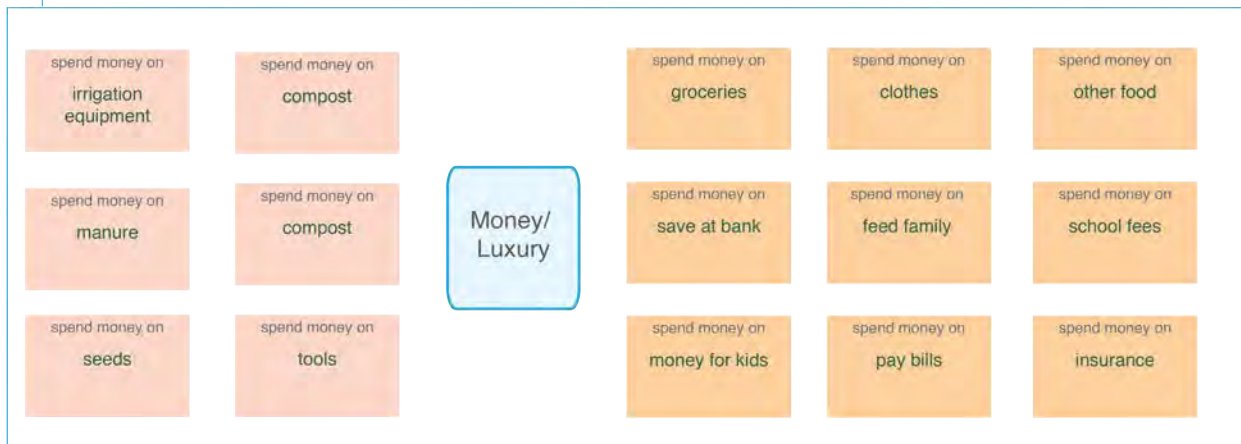 spend money on
irrigation
equipment
spend money on
compost
spend money on
manure
spend money on
compost
spend money on
seeds
spend money on
tools
Money/
Luxury
spend money on
groceries
spend money on
clothes
spend money on
other food
spend money on
save at bank
spend money on
feed family
spend money on
school fees
spend money on
money for kids
spend money on
pay bills
spend money on
insurance